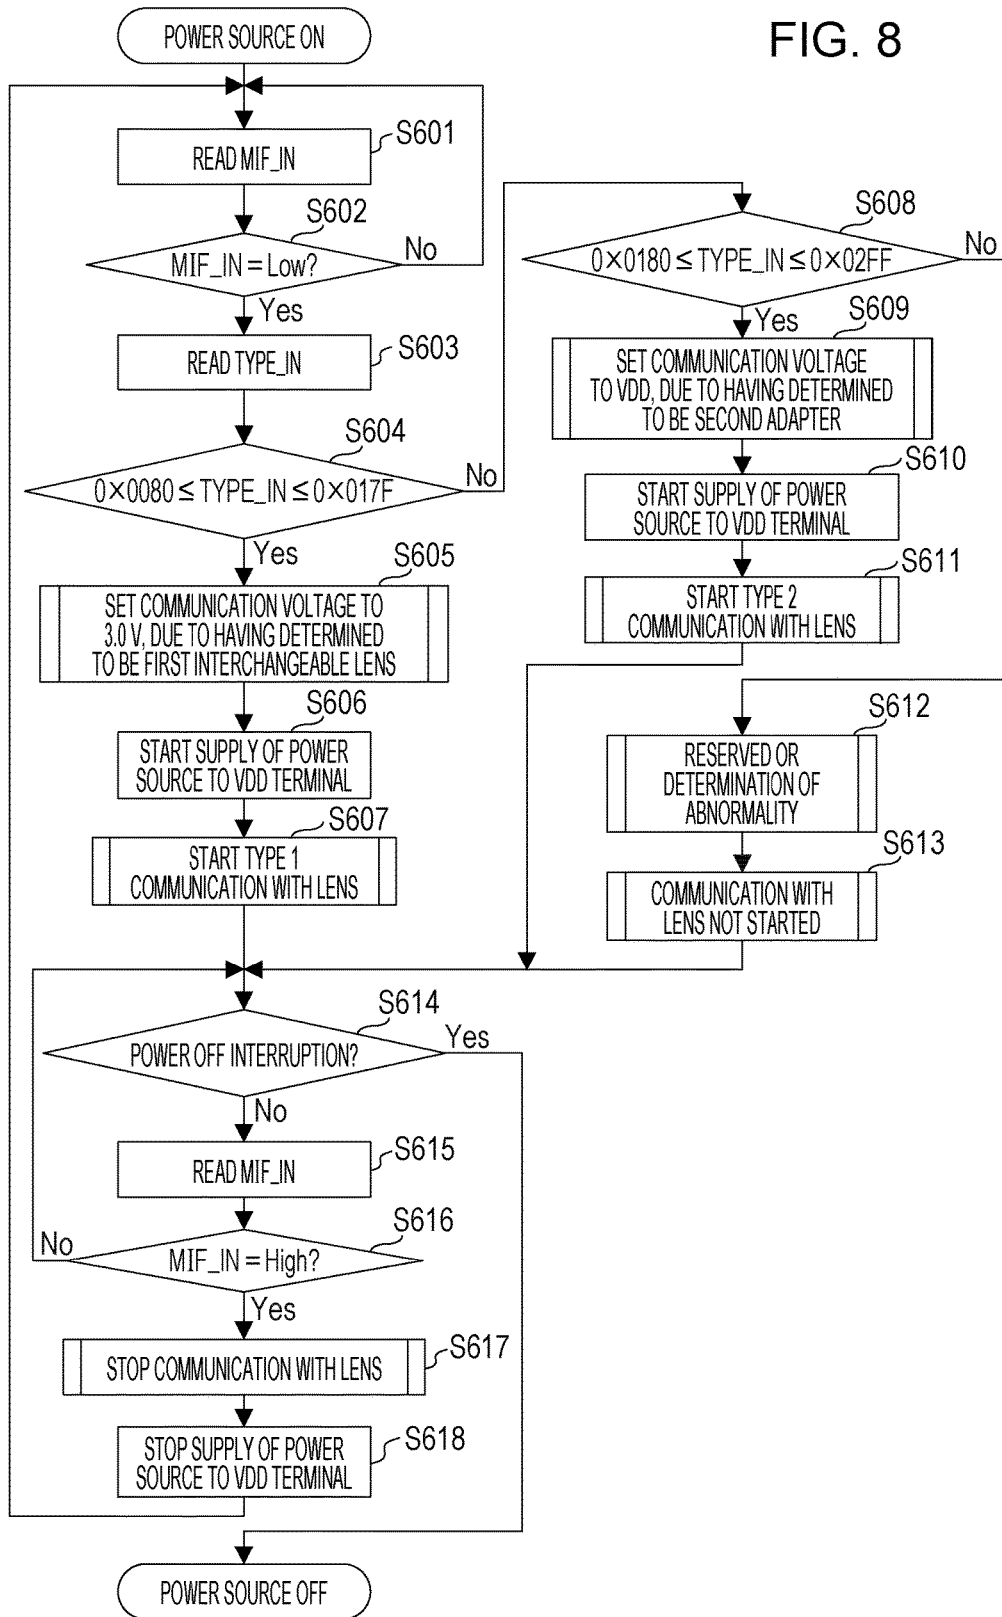 FIG. 8
POWER SOURCE ON
READ MIF_IN
S601
MIF_IN = Low?
S602
No
Yes
READ TYPE_IN
S603
0×0080 ≤ TYPE_IN ≤ 0×017F
S604
No
Yes
SET COMMUNICATION VOLTAGE TO
3.0 V, DUE TO HAVING DETERMINED
TO BE FIRST INTERCHANGEABLE LENS
S605
START SUPPLY OF POWER
SOURCE TO VDD TERMINAL
S606
START TYPE 1
COMMUNICATION WITH LENS
S607
0×0180 ≤ TYPE_IN ≤ 0×02FF
S608
No
Yes
SET COMMUNICATION VOLTAGE
TO VDD, DUE TO HAVING DETERMINED
TO BE SECOND ADAPTER
S609
START SUPPLY OF POWER
SOURCE TO VDD TERMINAL
S610
START TYPE 2
COMMUNICATION WITH LENS
S611
RESERVED OR
DETERMINATION OF
ABNORMALITY
S612
COMMUNICATION WITH
LENS NOT STARTED
S613
POWER OFF INTERRUPTION?
S614
Yes
No
READ MIF_IN
S615
MIF_IN = High?
S616
No
Yes
STOP COMMUNICATION WITH LENS
S617
STOP SUPPLY OF POWER
SOURCE TO VDD TERMINAL
S618
POWER SOURCE OFF